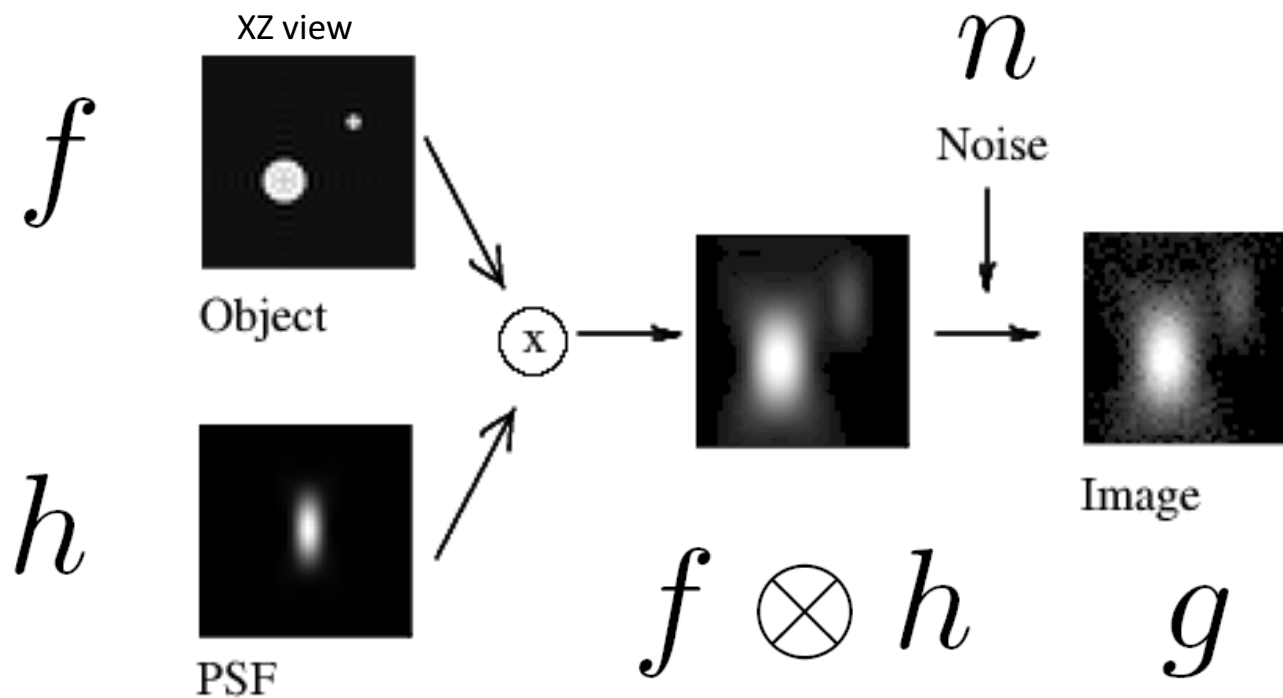 XZ view
f
Object
h
PSF
x
n
Noise
f ⊗ h
Image
g